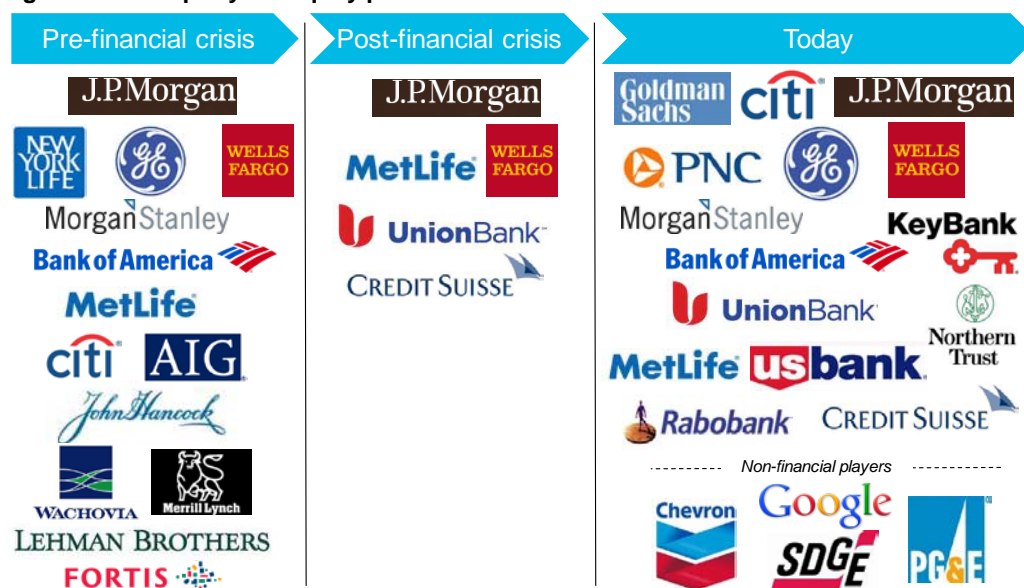 Pre-financial crisis
Post-financial crisis
Today
J.P.Morgan
NEW
YORK
LIFE
GE
WELLS
FARGO
MorganStanley
Bank of America
MetLife
citi
AIG
John Hancock
WACHOVIA
Merrill Lynch
LEHMAN BROTHERS
FORTIS
J.P.Morgan
MetLife
WELLS
FARGO
UnionBank
CREDIT SUISSE
Goldman
Sachs
citi
J.P.Morgan
PNC
GE
WELLS
FARGO
MorganStanley
KeyBank
Bank of America
UnionBank
Northern
Trust
MetLife
usbank
Rabobank
CREDIT SUISSE
Non-financial players
Chevron
Google
SDGE
PG&E